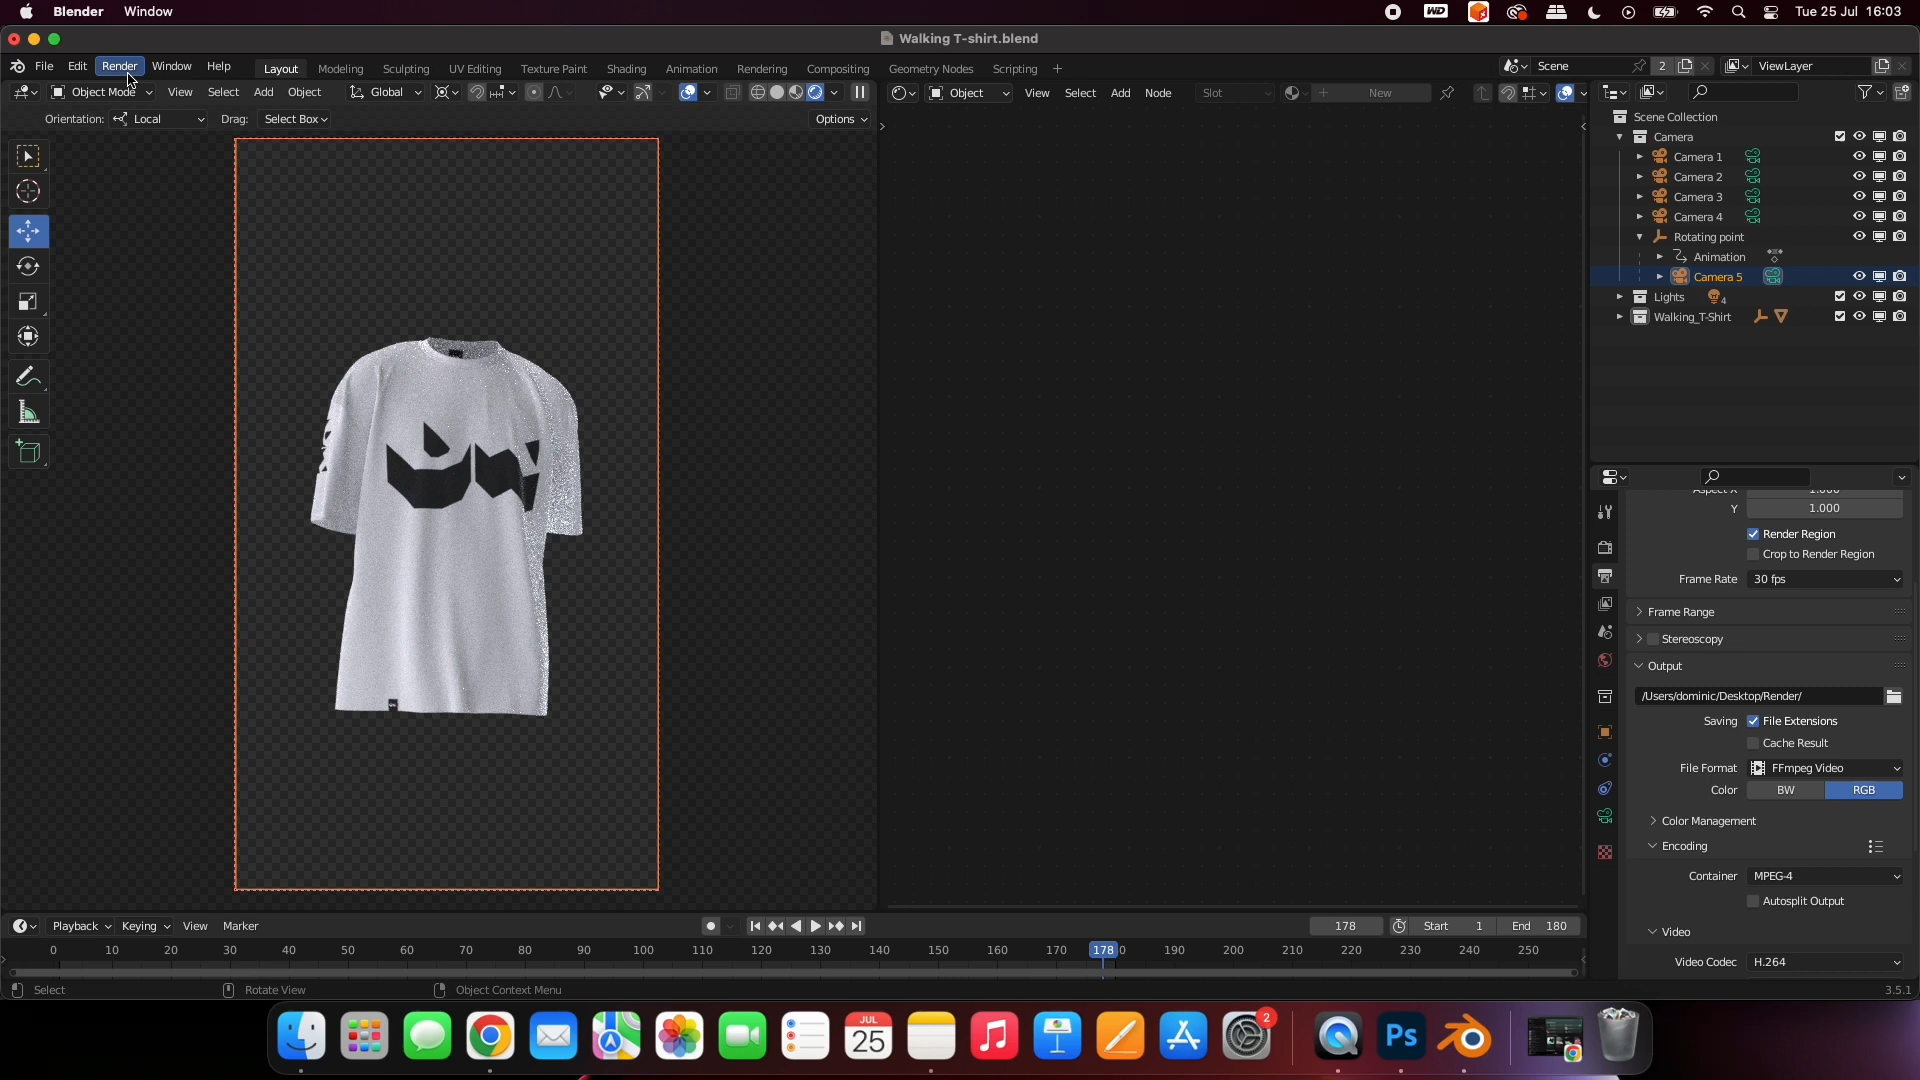 Blender Window
Tue 25 Jul 16:03
Walking T-shirt.blend
File Edit Render Window Help Layout Modeling Sculpting UV Editing Texture Paint Shading Animation Rendering Compositing Geometry Nodes Scripting Scene 2 ViewLayer
Object Mode View Select Add Object Global Object View Select Add Node Slot New
Orientation: Local Drag: Select Box Options
Scene Collection
Camera
Camera 1
Camera 2
Camera 3
Camera 4
Rotating point
Animation
Camera 5
Lights 4
Walking_T-Shirt
Aspect X 1.000
Y 1.000
Render Region
Crop to Render Region
Frame Rate 30 fps
Frame Range
Stereoscopy
Output
/Users/dominic/Desktop/Render/
Saving File Extensions
Cache Result
File Format FFmpeg Video
Color BW RGB
Color Management
Encoding
Container MPEG-4
Autosplit Output
Video
Video Codec H.264
Playback Keying View Marker 178 Start 1 End 180
0 10 20 30 40 50 60 70 80 90 100 110 120 130 140 150 160 170 178 0 190 200 210 220 230 240 250
Select Rotate View Object Context Menu 3.5.1
JUL
25
2
Ps